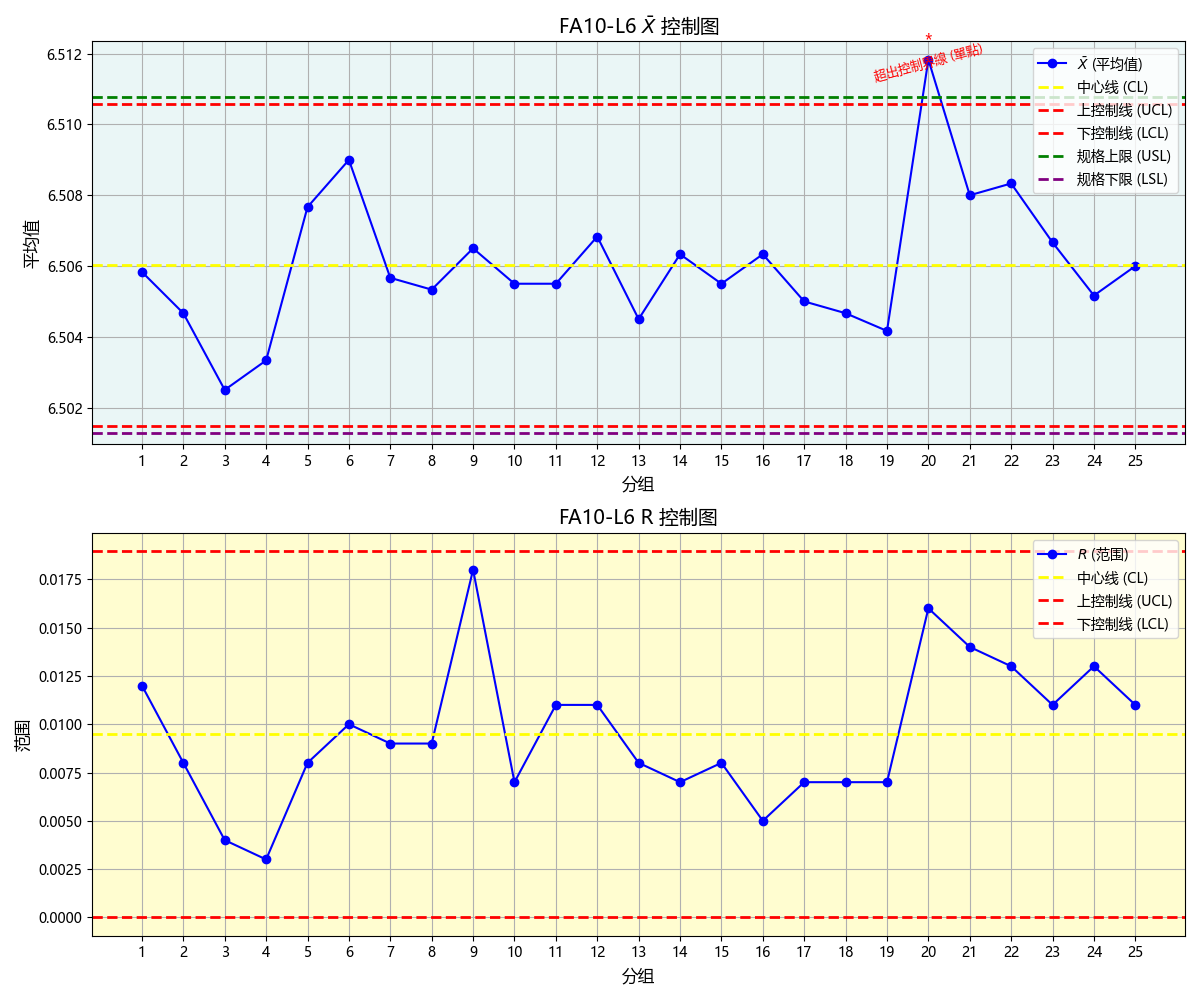 FA10-L6 X̄ 控制图
*
超出控制界線 (單點)
平均值
6.512
6.510
6.508
6.506
6.504
6.502
X̄ (平均值)
中心线 (CL)
上控制线 (UCL)
下控制线 (LCL)
规格上限 (USL)
规格下限 (LSL)
1 2 3 4 5 6 7 8 9 10 11 12 13 14 15 16 17 18 19 20 21 22 23 24 25
分组
FA10-L6 R 控制图
范围
0.0175
0.0150
0.0125
0.0100
0.0075
0.0050
0.0025
0.0000
R (范围)
中心线 (CL)
上控制线 (UCL)
下控制线 (LCL)
1 2 3 4 5 6 7 8 9 10 11 12 13 14 15 16 17 18 19 20 21 22 23 24 25
分组